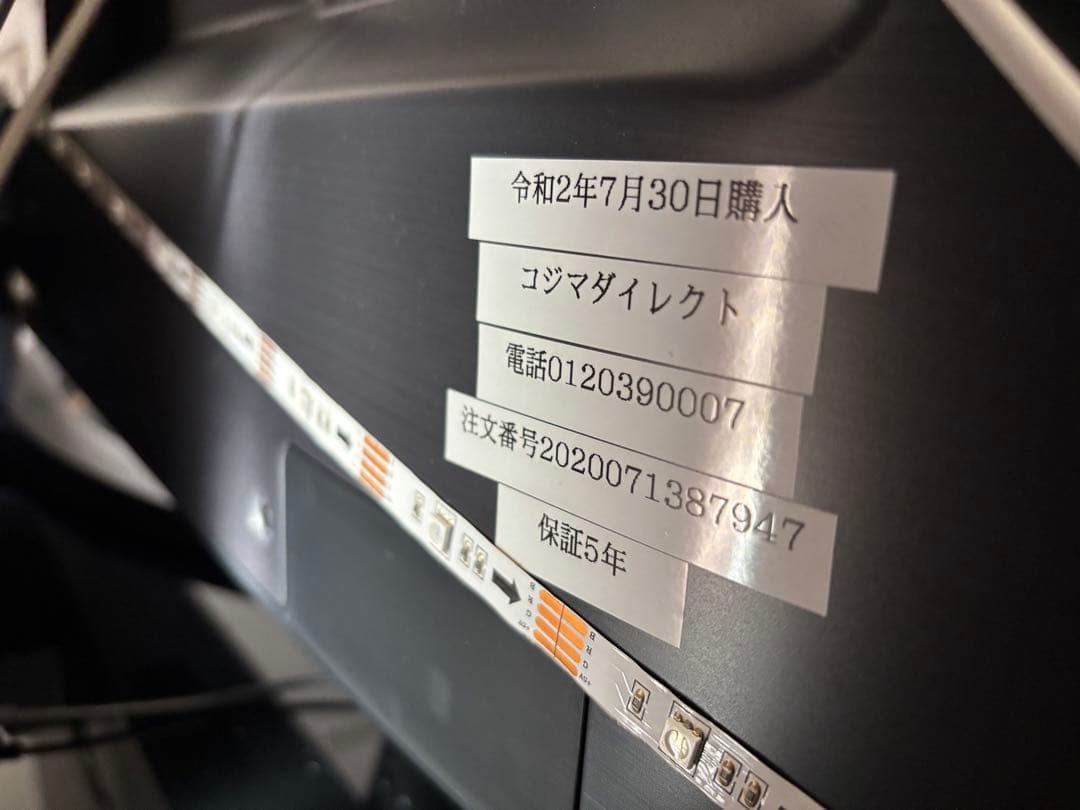 令和2年7月30日購入
コジマダイレクト
電話0120390007
注文番号2020071387947
保証5年
B
R
G
+5V
B
R
G
+5V